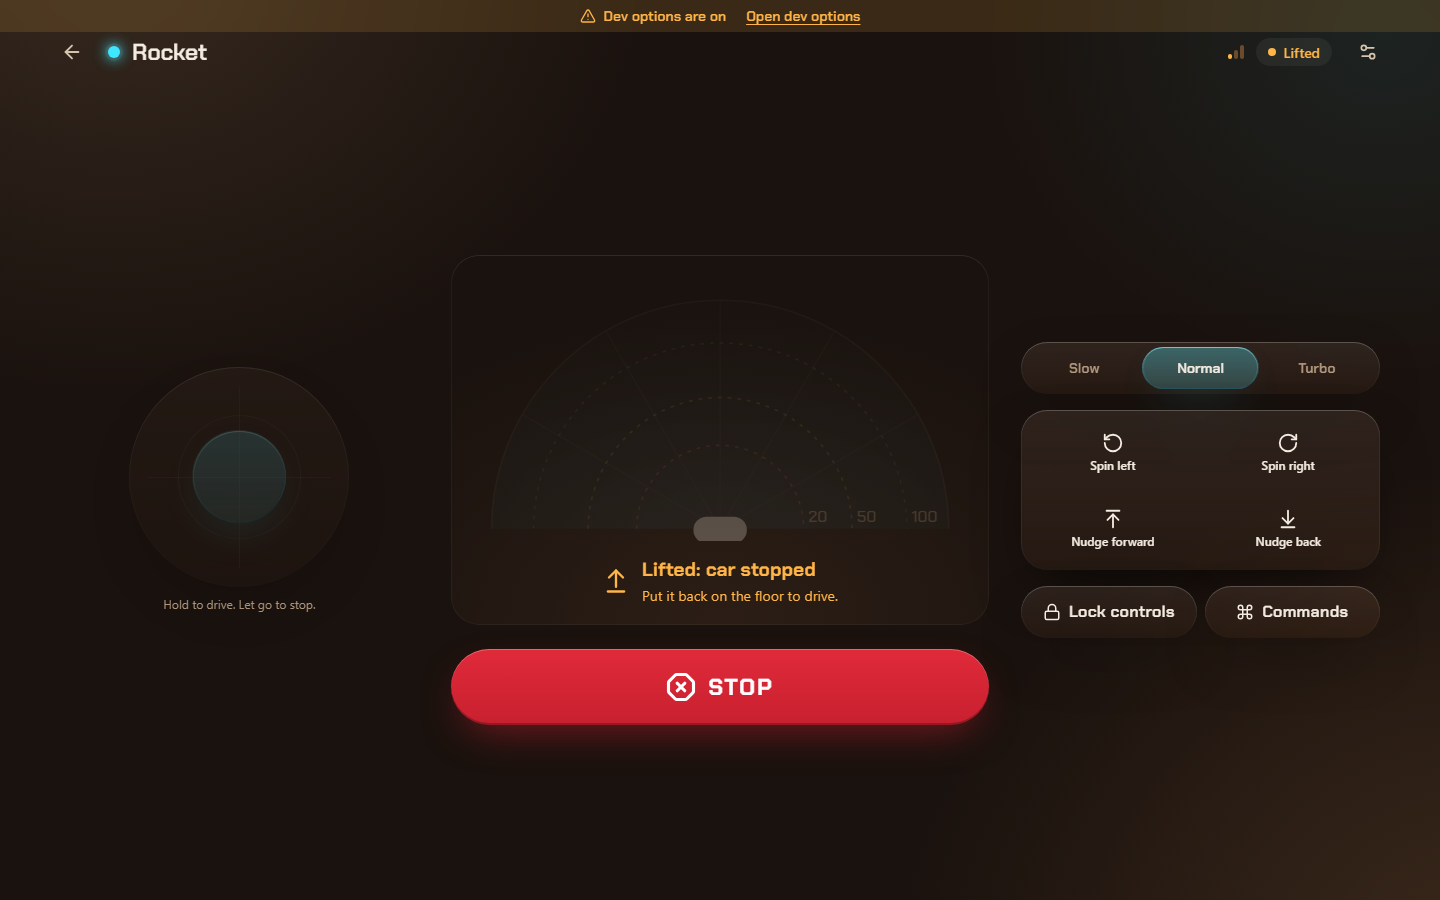 Dev options are on Open dev options
Rocket
Lifted
20 50 100
Lifted: car stopped
Put it back on the floor to drive.
STOP
Hold to drive. Let go to stop.
Slow Normal Turbo
Spin left Spin right
Nudge forward Nudge back
Lock controls Commands